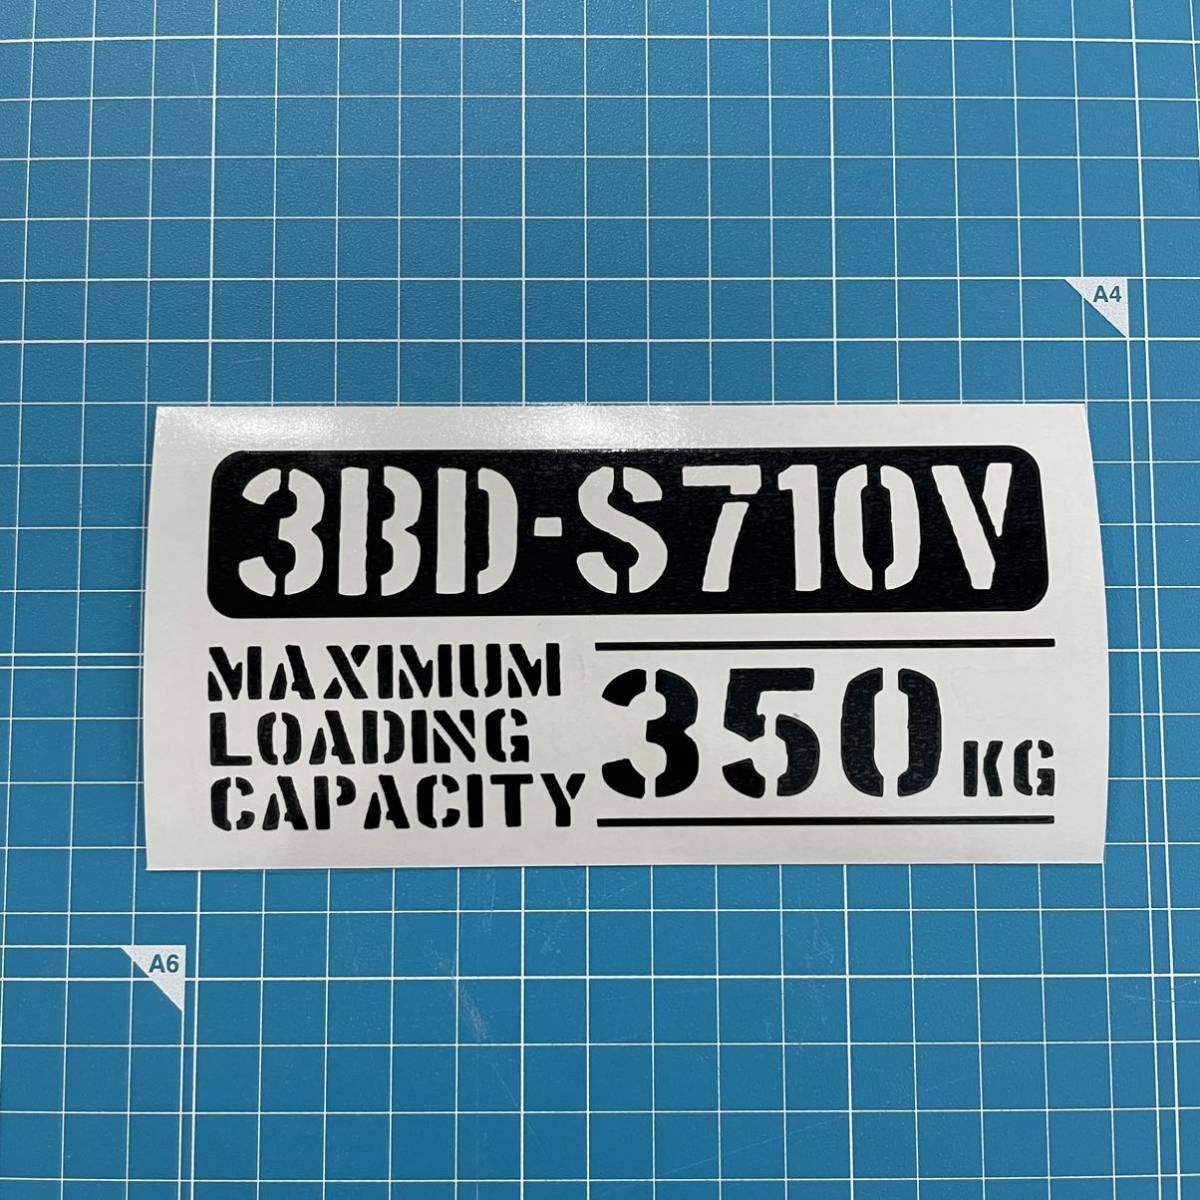 A4
3BD-S710V
MAXIMUM
LOADING
CAPACITY
350 KG
A6